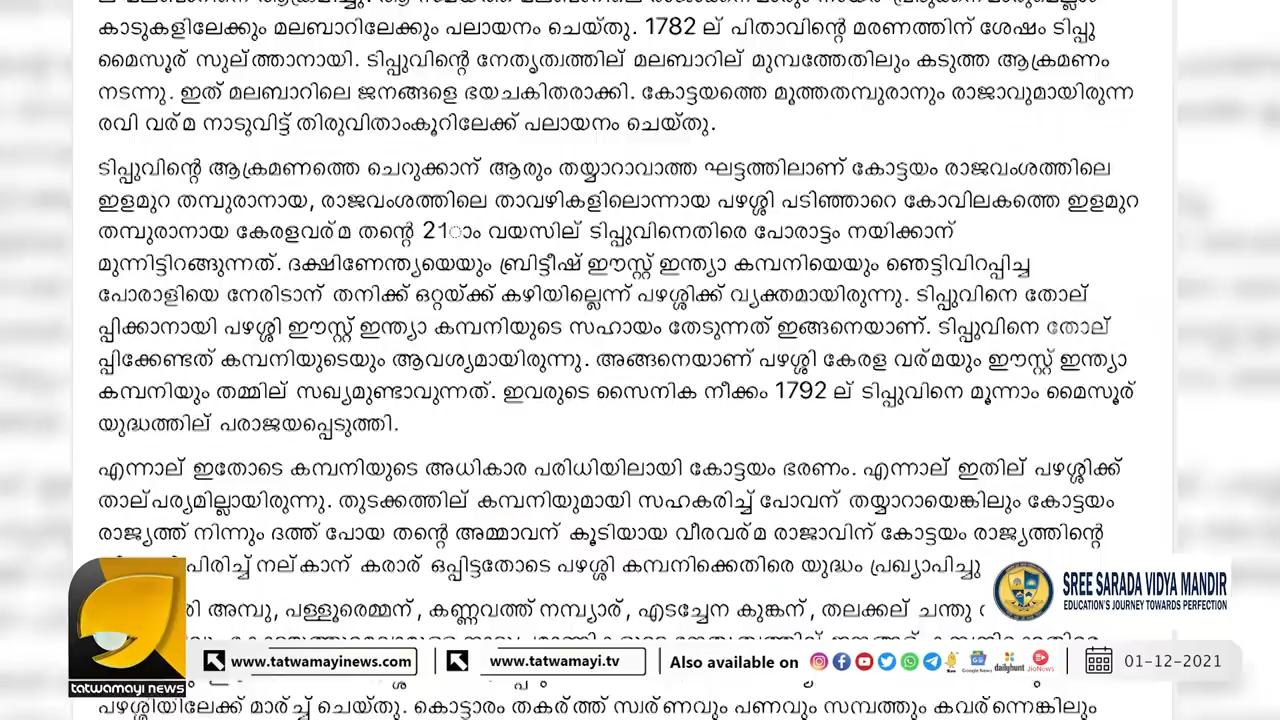 കാടുകളിലേക്കും മലബാറിലേക്കും പലായനം ചെയ്തു. 1782 ല് പിതാവിന്റെ മരണത്തിന് ശേഷം ടിപ്പു
മൈസൂര് സുല്ത്താനായി. ടിപ്പുവിന്റെ നേതൃത്വത്തില് മലബാറില് മുമ്പത്തേതിലും കടുത്ത ആക്രമണം
നടന്നു. ഇത് മലബാറിലെ ജനങ്ങളെ ഭയചകിതരാക്കി. കോട്ടയത്തെ മൂത്തതമ്പുരാനും രാജാവുമായിരുന്ന
രവി വര്മ നാടുവിട്ട് തിരുവിതാംകൂറിലേക്ക് പലായനം ചെയ്തു.
ടിപ്പുവിന്റെ ആക്രമണത്തെ ചെറുക്കാന് ആരും തയ്യാറാവാത്ത ഘട്ടത്തിലാണ് കോട്ടയം രാജവംശത്തിലെ
ഇളമുറ തമ്പുരാനായ, രാജവംശത്തിലെ താവഴികളിലൊന്നായ പഴശ്ശി പടിഞ്ഞാറെ കോവിലകത്തെ ഇളമുറ
തമ്പുരാനായ കേരളവര്മ തന്റെ 21ാം വയസില് ടിപ്പുവിനെതിരെ പോരാട്ടം നയിക്കാന്
മുന്നിട്ടിറങ്ങുന്നത്. ദക്ഷിണേന്ത്യയെയും ബ്രിട്ടീഷ് ഈസ്റ്റ് ഇന്ത്യാ കമ്പനിയെയും ഞെട്ടിവിറപ്പിച്ച
പോരാളിയെ നേരിടാന് തനിക്ക് ഒറ്റയ്ക്ക് കഴിയില്ലെന്ന് പഴശ്ശിക്ക് വ്യക്തമായിരുന്നു. ടിപ്പുവിനെ തോല്
പ്പിക്കാനായി പഴശ്ശി ഈസ്റ്റ് ഇന്ത്യാ കമ്പനിയുടെ സഹായം തേടുന്നത് ഇങ്ങനെയാണ്. ടിപ്പുവിനെ തോല്
പ്പിക്കേണ്ടത് കമ്പനിയുടെയും ആവശ്യമായിരുന്നു. അങ്ങനെയാണ് പഴശ്ശി കേരള വര്മയും ഈസ്റ്റ് ഇന്ത്യാ
കമ്പനിയും തമ്മില് സഖ്യമുണ്ടാവുന്നത്. ഇവരുടെ സൈനിക നീക്കം 1792 ല് ടിപ്പുവിനെ മൂന്നാം മൈസൂര്
യുദ്ധത്തില് പരാജയപ്പെടുത്തി.
എന്നാല് ഇതോടെ കമ്പനിയുടെ അധികാര പരിധിയിലായി കോട്ടയം ഭരണം. എന്നാല് ഇതില് പഴശ്ശിക്ക്
താല്പര്യമില്ലായിരുന്നു. തുടക്കത്തില് കമ്പനിയുമായി സഹകരിച്ച് പോവന് തയ്യാറായെങ്കിലും കോട്ടയം
രാജ്യത്ത് നിന്നും ദത്ത് പോയ തന്റെ അമ്മാവന് കൂടിയായ വീരവര്മ രാജാവിന് കോട്ടയം രാജ്യത്തിന്റെ
പിരിച്ച് നല്കാന് കരാര് ഒപ്പിട്ടതോടെ പഴശ്ശി കമ്പനിക്കെതിരെ യുദ്ധം പ്രഖ്യാപിച്ചു
അമ്പു, പള്ളൂരെമ്മന്, കണ്ണവത്ത് നമ്പ്യാര്, എടച്ചേന കുങ്കന്, തലക്കല് ചന്തു
പഴശ്ശിയിലേക്ക് മാര്ച്ച് ചെയ്തു. കൊട്ടാരം തകര്ത്ത് സ്വര്ണവും പണവും സമ്പത്തും കവര്ന്നെങ്കിലും
SREE SARADA VIDYA MANDIR
EDUCATION'S JOURNEY TOWARDS PERFECTION
tatwamayi news
www.tatwamayinews.com
www.tatwamayi.tv
Also available on
Google News
dailyhunt
JioNews
01-12-2021